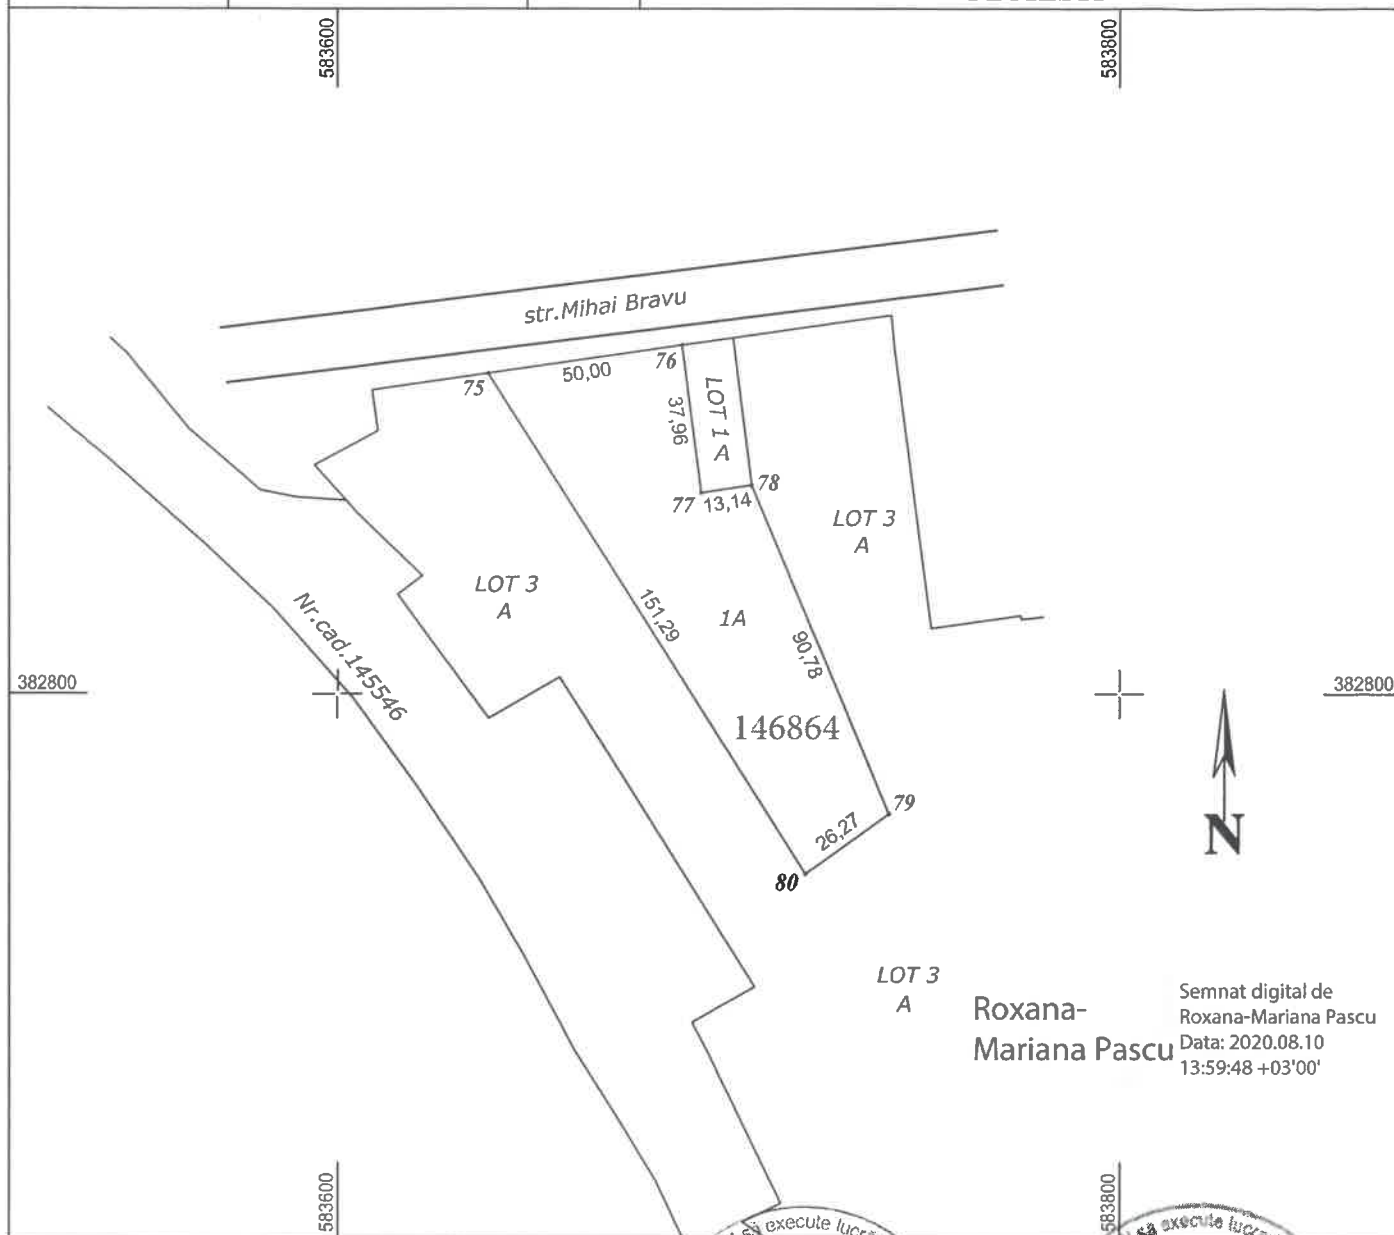 583600
583800
str.Mihai Bravu
75
50,00
76
37,96
LOT 1
A
77
13,14
78
LOT 3
A
LOT 3
A
151,29
1A
90,78
Nr.cad.145546
382800
382800
146864
79
26,27
80
N
LOT 3
A
Roxana-
Mariana Pascu
Semnat digital de
Roxana-Mariana Pascu
Data: 2020.08.10
13:59:48 +03'00'
583600
583800
să execute
să execute